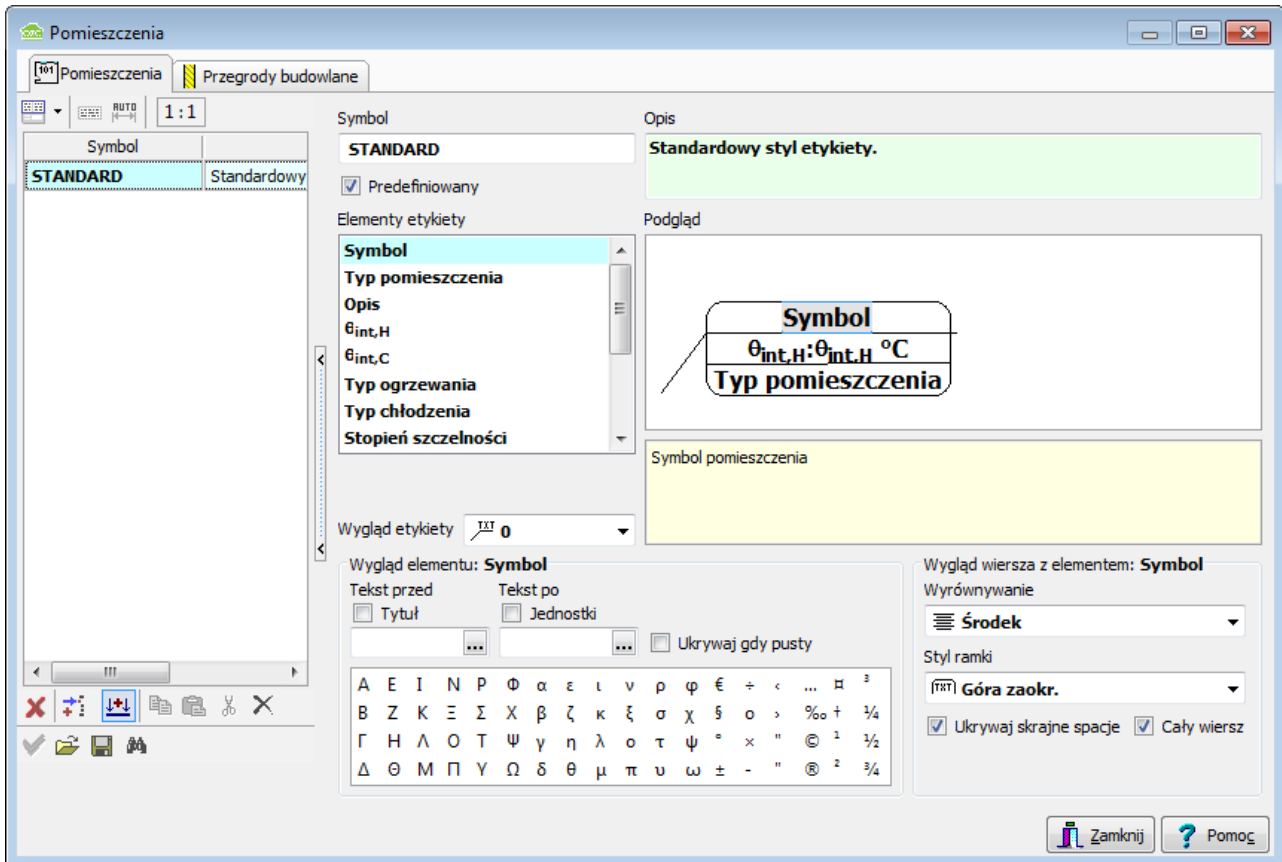 Pomieszczenia
Pomieszczenia
Przegrody budowlane
AUTO
1:1
Symbol
STANDARD Standardowy
Symbol
STANDARD
Predefiniowany
Opis
Standardowy styl etykiety.
Elementy etykiety
Symbol
Typ pomieszczenia
Opis
θint,H
θint,C
Typ ogrzewania
Typ chłodzenia
Stopień szczelności
Podgląd
Symbol
θint,H:θint,H °C
Typ pomieszczenia
Symbol pomieszczenia
Wygląd etykiety TXT 0
Wygląd elementu: Symbol
Tekst przed Tekst po
Tytuł Jednostki
... ... Ukrywaj gdy pusty
Α Ε Ι Ν Ρ Φ α ε ι ν ρ φ € ÷ ‹ … ¤ ³
Β Ζ Κ Ξ Σ Χ β ζ κ ξ σ χ § o › ‰ † ¼
Γ Η Λ Ο Τ Ψ γ η λ ο τ ψ ° × " © ¹ ½
Δ Θ Μ Π Υ Ω δ θ μ π υ ω ± - " ® ² ¾
Wygląd wiersza z elementem: Symbol
Wyrównywanie
Środek
Styl ramki
TXT Góra zaokr.
Ukrywaj skrajne spacje Cały wiersz
Zamknij
Pomoc